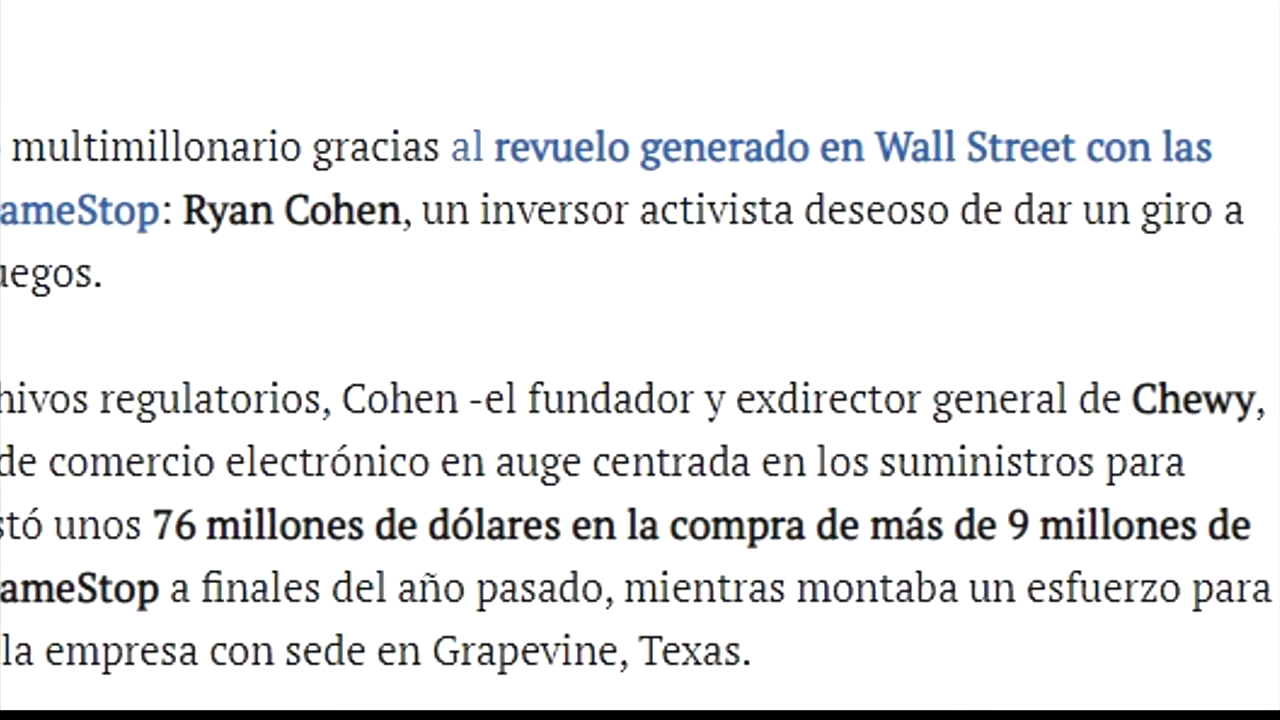 multimillonario gracias al revuelo generado en Wall Street con las
ameStop: Ryan Cohen, un inversor activista deseoso de dar un giro a
uegos.
hivos regulatorios, Cohen -el fundador y exdirector general de Chewy,
de comercio electrónico en auge centrada en los suministros para
stó unos 76 millones de dólares en la compra de más de 9 millones de
ameStop a finales del año pasado, mientras montaba un esfuerzo para
la empresa con sede en Grapevine, Texas.